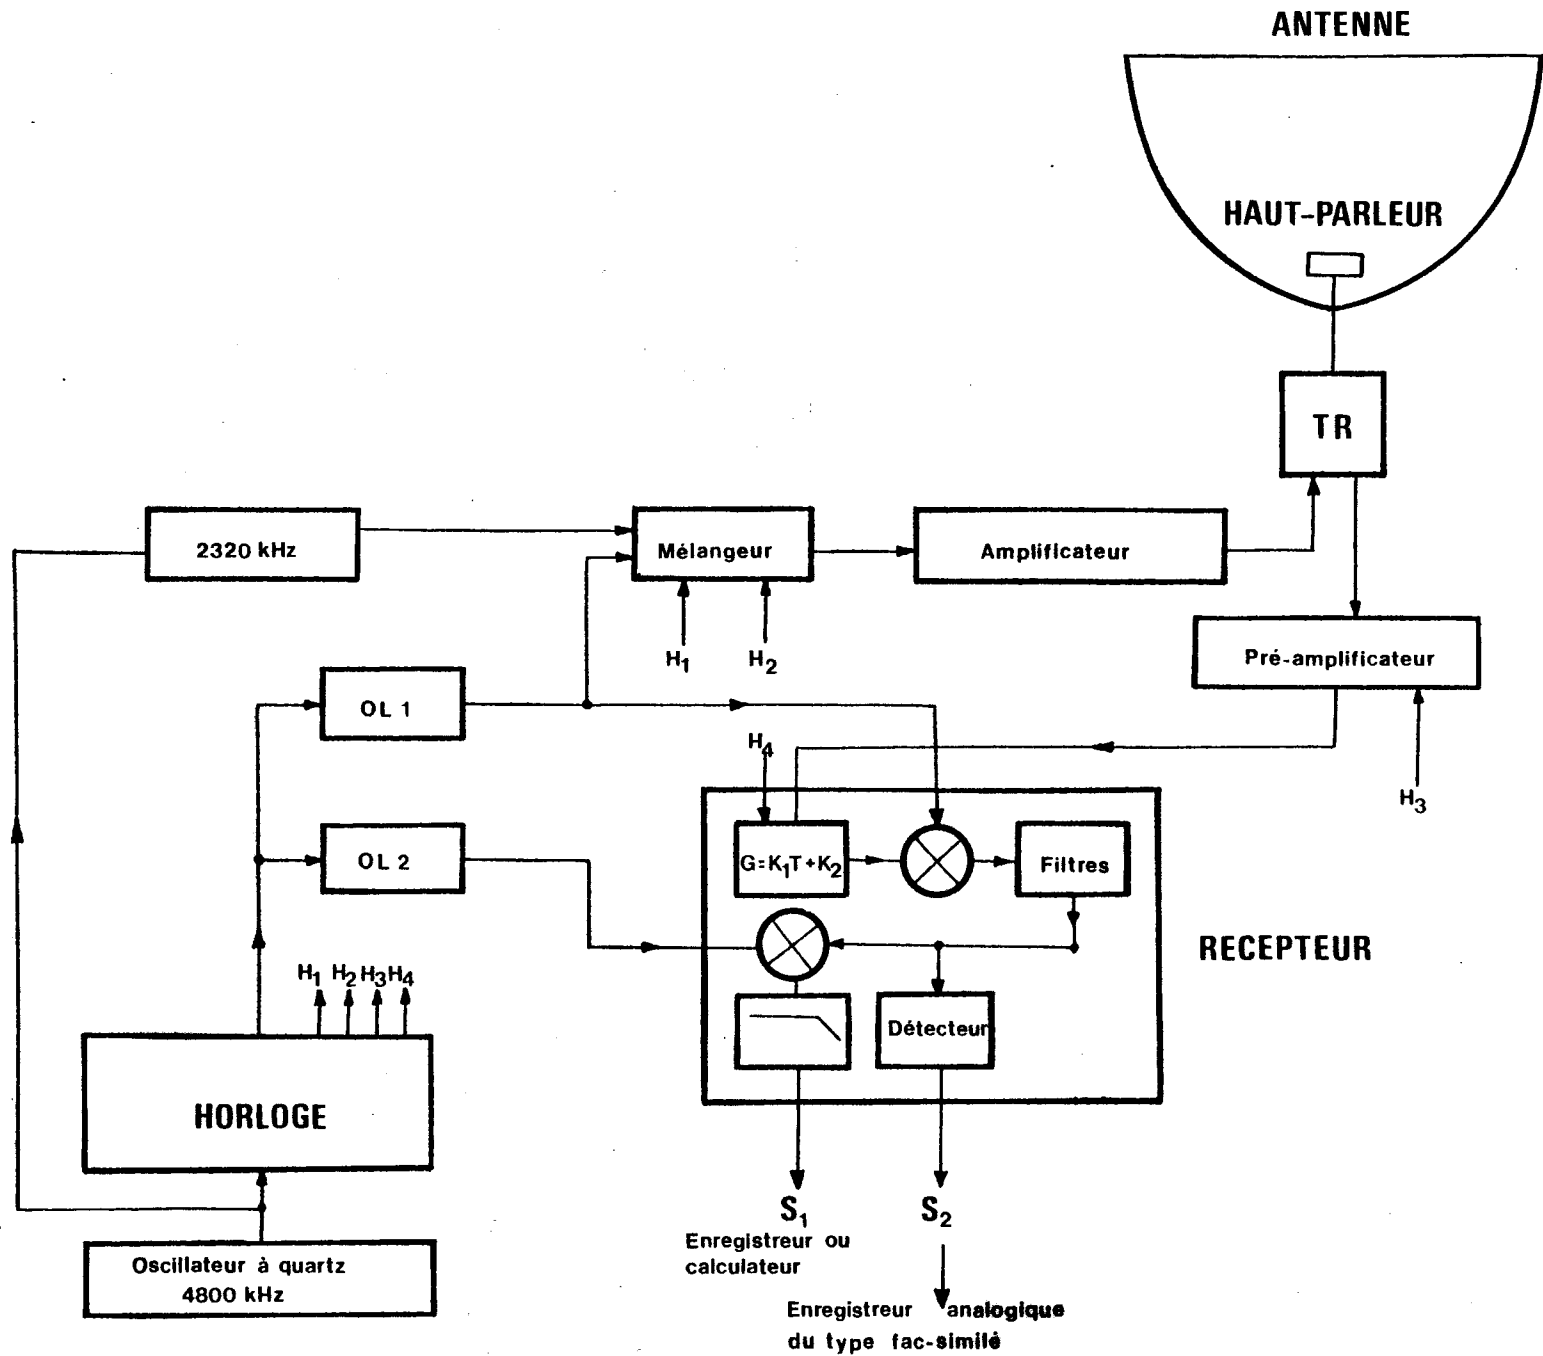 ANTENNE
HAUT-PARLEUR
TR
2320 kHz
Mélangeur
Amplificateur
H1
H2
Pré-amplificateur
OL 1
H4
H3
OL 2
G=K1T+K2
Filtres
RECEPTEUR
H1 H2 H3 H4
Détecteur
HORLOGE
S1
S2
Enregistreur ou
calculateur
Oscillateur à quartz
4800 kHz
Enregistreur analogique
du type fac-similé